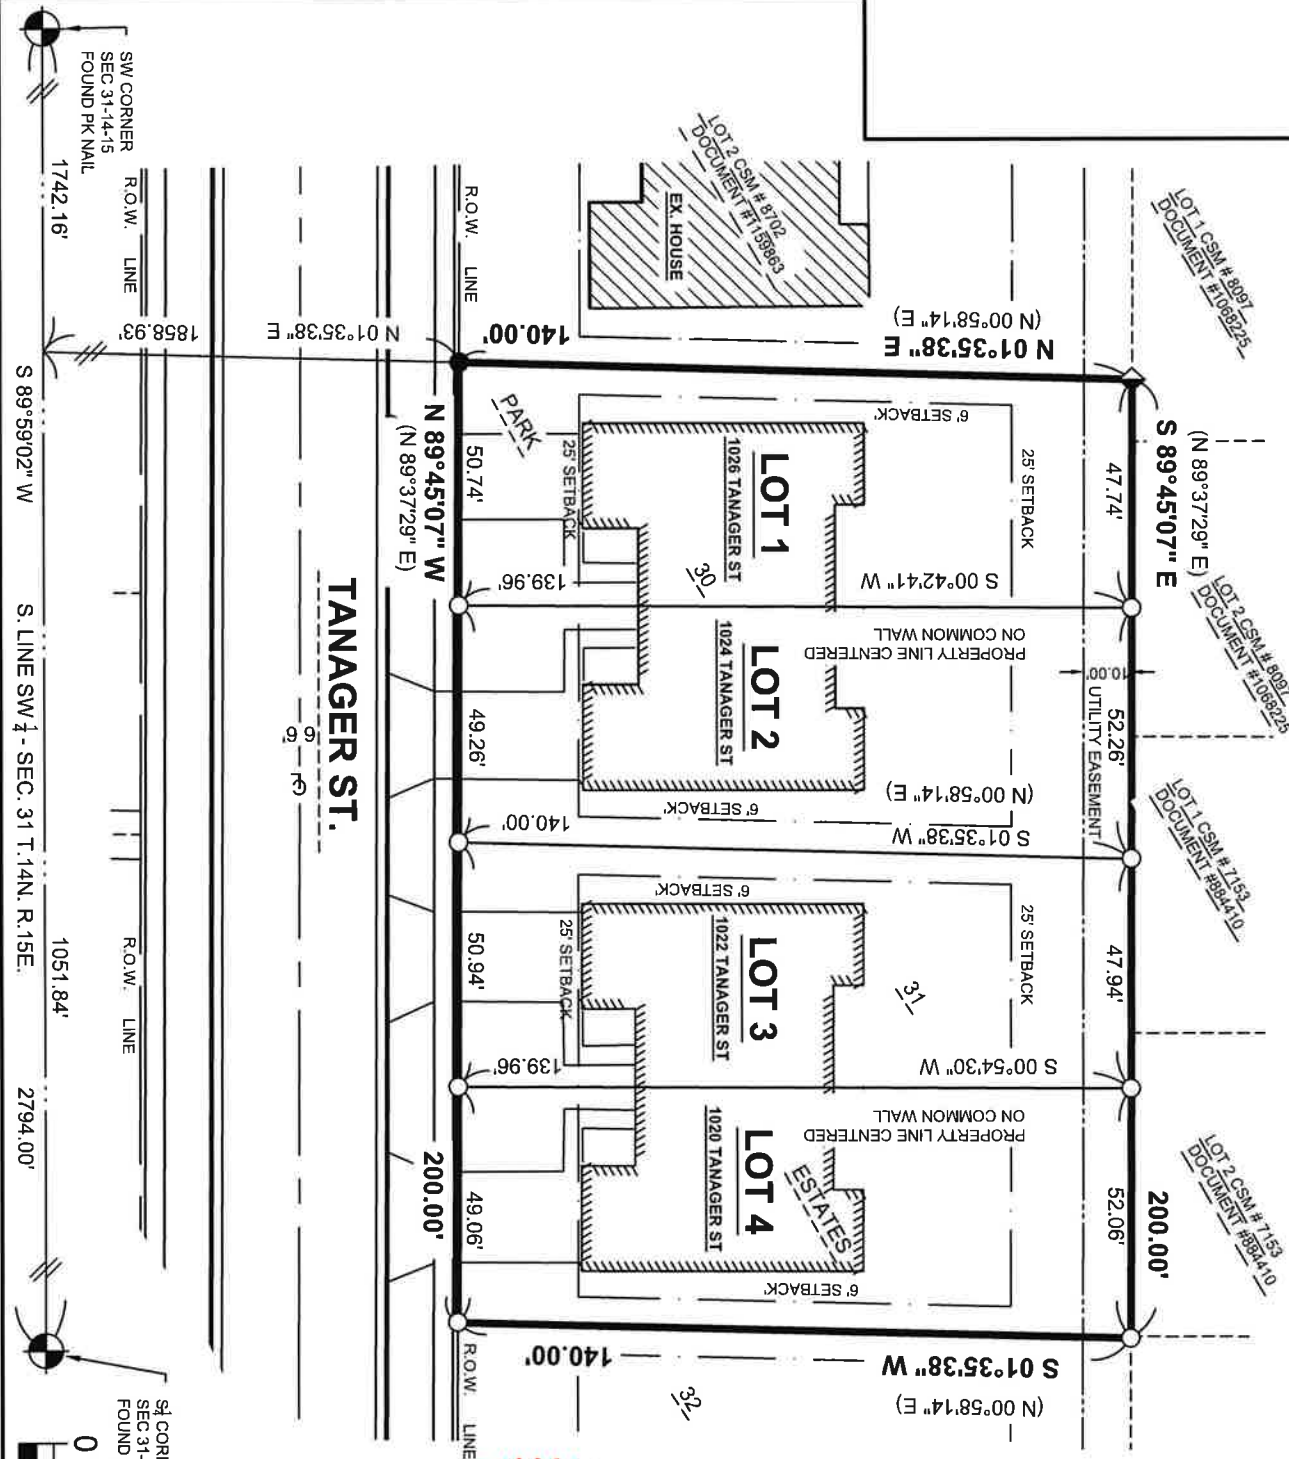 LOT 1 CSM # 8097
DOCUMENT #1068225
LOT 2 CSM # 8097
DOCUMENT #1068225
LOT 1 CSM # 7153
DOCUMENT #884410
LOT 2 CSM # 7153
DOCUMENT #884410
(N 89°37'29" E)
S 89°45'07" E
200.00'
47.74'
52.26'
47.94'
52.06'
10.00'
UTILITY EASEMENT
LOT 2 CSM # 8702
DOCUMENT #1159863
EX. HOUSE
(N 00°58'14" E)
N 01°35'38" E
140.00'
25' SETBACK
6' SETBACK'
LOT 1
1026 TANAGER ST
30
S 00°42'41" W
139.96'
PROPERTY LINE CENTERED
ON COMMON WALL
LOT 2
1024 TANAGER ST
(N 00°58'14" E)
S 01°35'38" W
140.00'
6' SETBACK'
25' SETBACK
PARK
25' SETBACK
6' SETBACK'
LOT 3
1022 TANAGER ST
31
S 00°54'30" W
139.96'
PROPERTY LINE CENTERED
ON COMMON WALL
LOT 4
1020 TANAGER ST
ESTATES
6' SETBACK'
25' SETBACK
S 01°35'38" W
(N 00°58'14" E)
140.00'
32
50.74'
49.26'
50.94'
49.06'
N 89°45'07" W
(N 89°37'29" E)
200.00'
R.O.W. LINE
R.O.W. LINE
TANAGER ST.
66'
R.O.W. LINE
R.O.W. LINE
N 01°35'38" E
1858.93'
SW CORNER
SEC 31-14-15
FOUND PK NAIL
1742.16'
1051.84'
S 89°59'02" W
S. LINE SW 1/4 - SEC. 31 T.14N. R.15E.
2794.00'
SEC 31-
FOUND
0